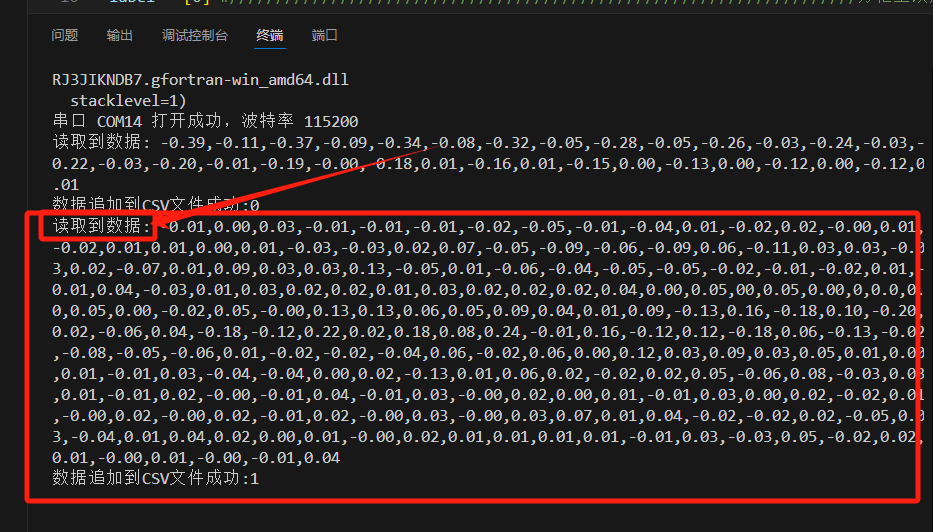 label = [0]
问题 输出 调试控制台 终端 端口
RJ3JIKNDB7.gfortran-win_amd64.dll
stacklevel=1)
串口 COM14 打开成功，波特率 115200
读取到数据: -0.39,-0.11,-0.37,-0.09,-0.34,-0.08,-0.32,-0.05,-0.28,-0.05,-0.26,-0.03,-0.24,-0.03,-
0.22,-0.03,-0.20,-0.01,-0.19,-0.00,-0.18,0.01,-0.16,0.01,-0.15,0.00,-0.13,0.00,-0.12,0.00,-0.12,0
.01
数据追加到CSV文件成功:0
读取到数据: 0.01,0.00,0.03,-0.01,-0.01,-0.01,-0.02,-0.05,-0.01,-0.04,0.01,-0.02,0.02,-0.00,0.01,
-0.02,0.01,0.01,0.00,0.01,-0.03,-0.03,0.02,0.07,-0.05,-0.09,-0.06,-0.09,0.06,-0.11,0.03,0.03,-0.0
3,0.02,-0.07,0.01,0.09,0.03,0.03,0.13,-0.05,0.01,-0.06,-0.04,-0.05,-0.05,-0.02,-0.01,-0.02,0.01,-
0.01,0.04,-0.03,0.01,0.03,0.02,0.02,0.01,0.03,0.02,0.02,0.02,0.04,0.00,0.05,0.00,0.05,0.00,0.0,0.
0,0.05,0.00,-0.02,0.05,-0.00,0.13,0.13,0.06,0.05,0.09,0.04,0.01,0.09,-0.13,0.16,-0.18,0.10,-0.20,
0.02,-0.06,0.04,-0.18,-0.12,0.22,0.02,0.18,0.08,0.24,-0.01,0.16,-0.12,0.12,-0.18,0.06,-0.13,-0.02
,-0.08,-0.05,-0.06,0.01,-0.02,-0.02,-0.04,0.06,-0.02,0.06,0.00,0.12,0.03,0.09,0.03,0.05,0.01,0.00
,0.01,-0.01,0.03,-0.04,-0.04,0.00,0.02,-0.13,0.01,0.06,0.02,-0.02,0.02,0.05,-0.06,0.08,-0.03,0.03
,0.01,-0.01,0.02,-0.00,-0.01,0.04,-0.01,0.03,-0.00,0.02,0.00,0.01,-0.01,0.03,0.00,0.02,-0.02,0.01
,-0.00,0.02,-0.00,0.02,-0.01,0.02,-0.00,0.03,-0.00,0.03,0.07,0.01,0.04,-0.02,-0.02,0.02,-0.05,0.0
3,-0.04,0.01,0.04,0.02,0.00,0.01,-0.00,0.02,0.01,0.01,0.01,0.01,-0.01,0.03,-0.03,0.05,-0.02,0.02,
0.01,-0.00,0.01,-0.00,-0.01,0.04
数据追加到CSV文件成功:1